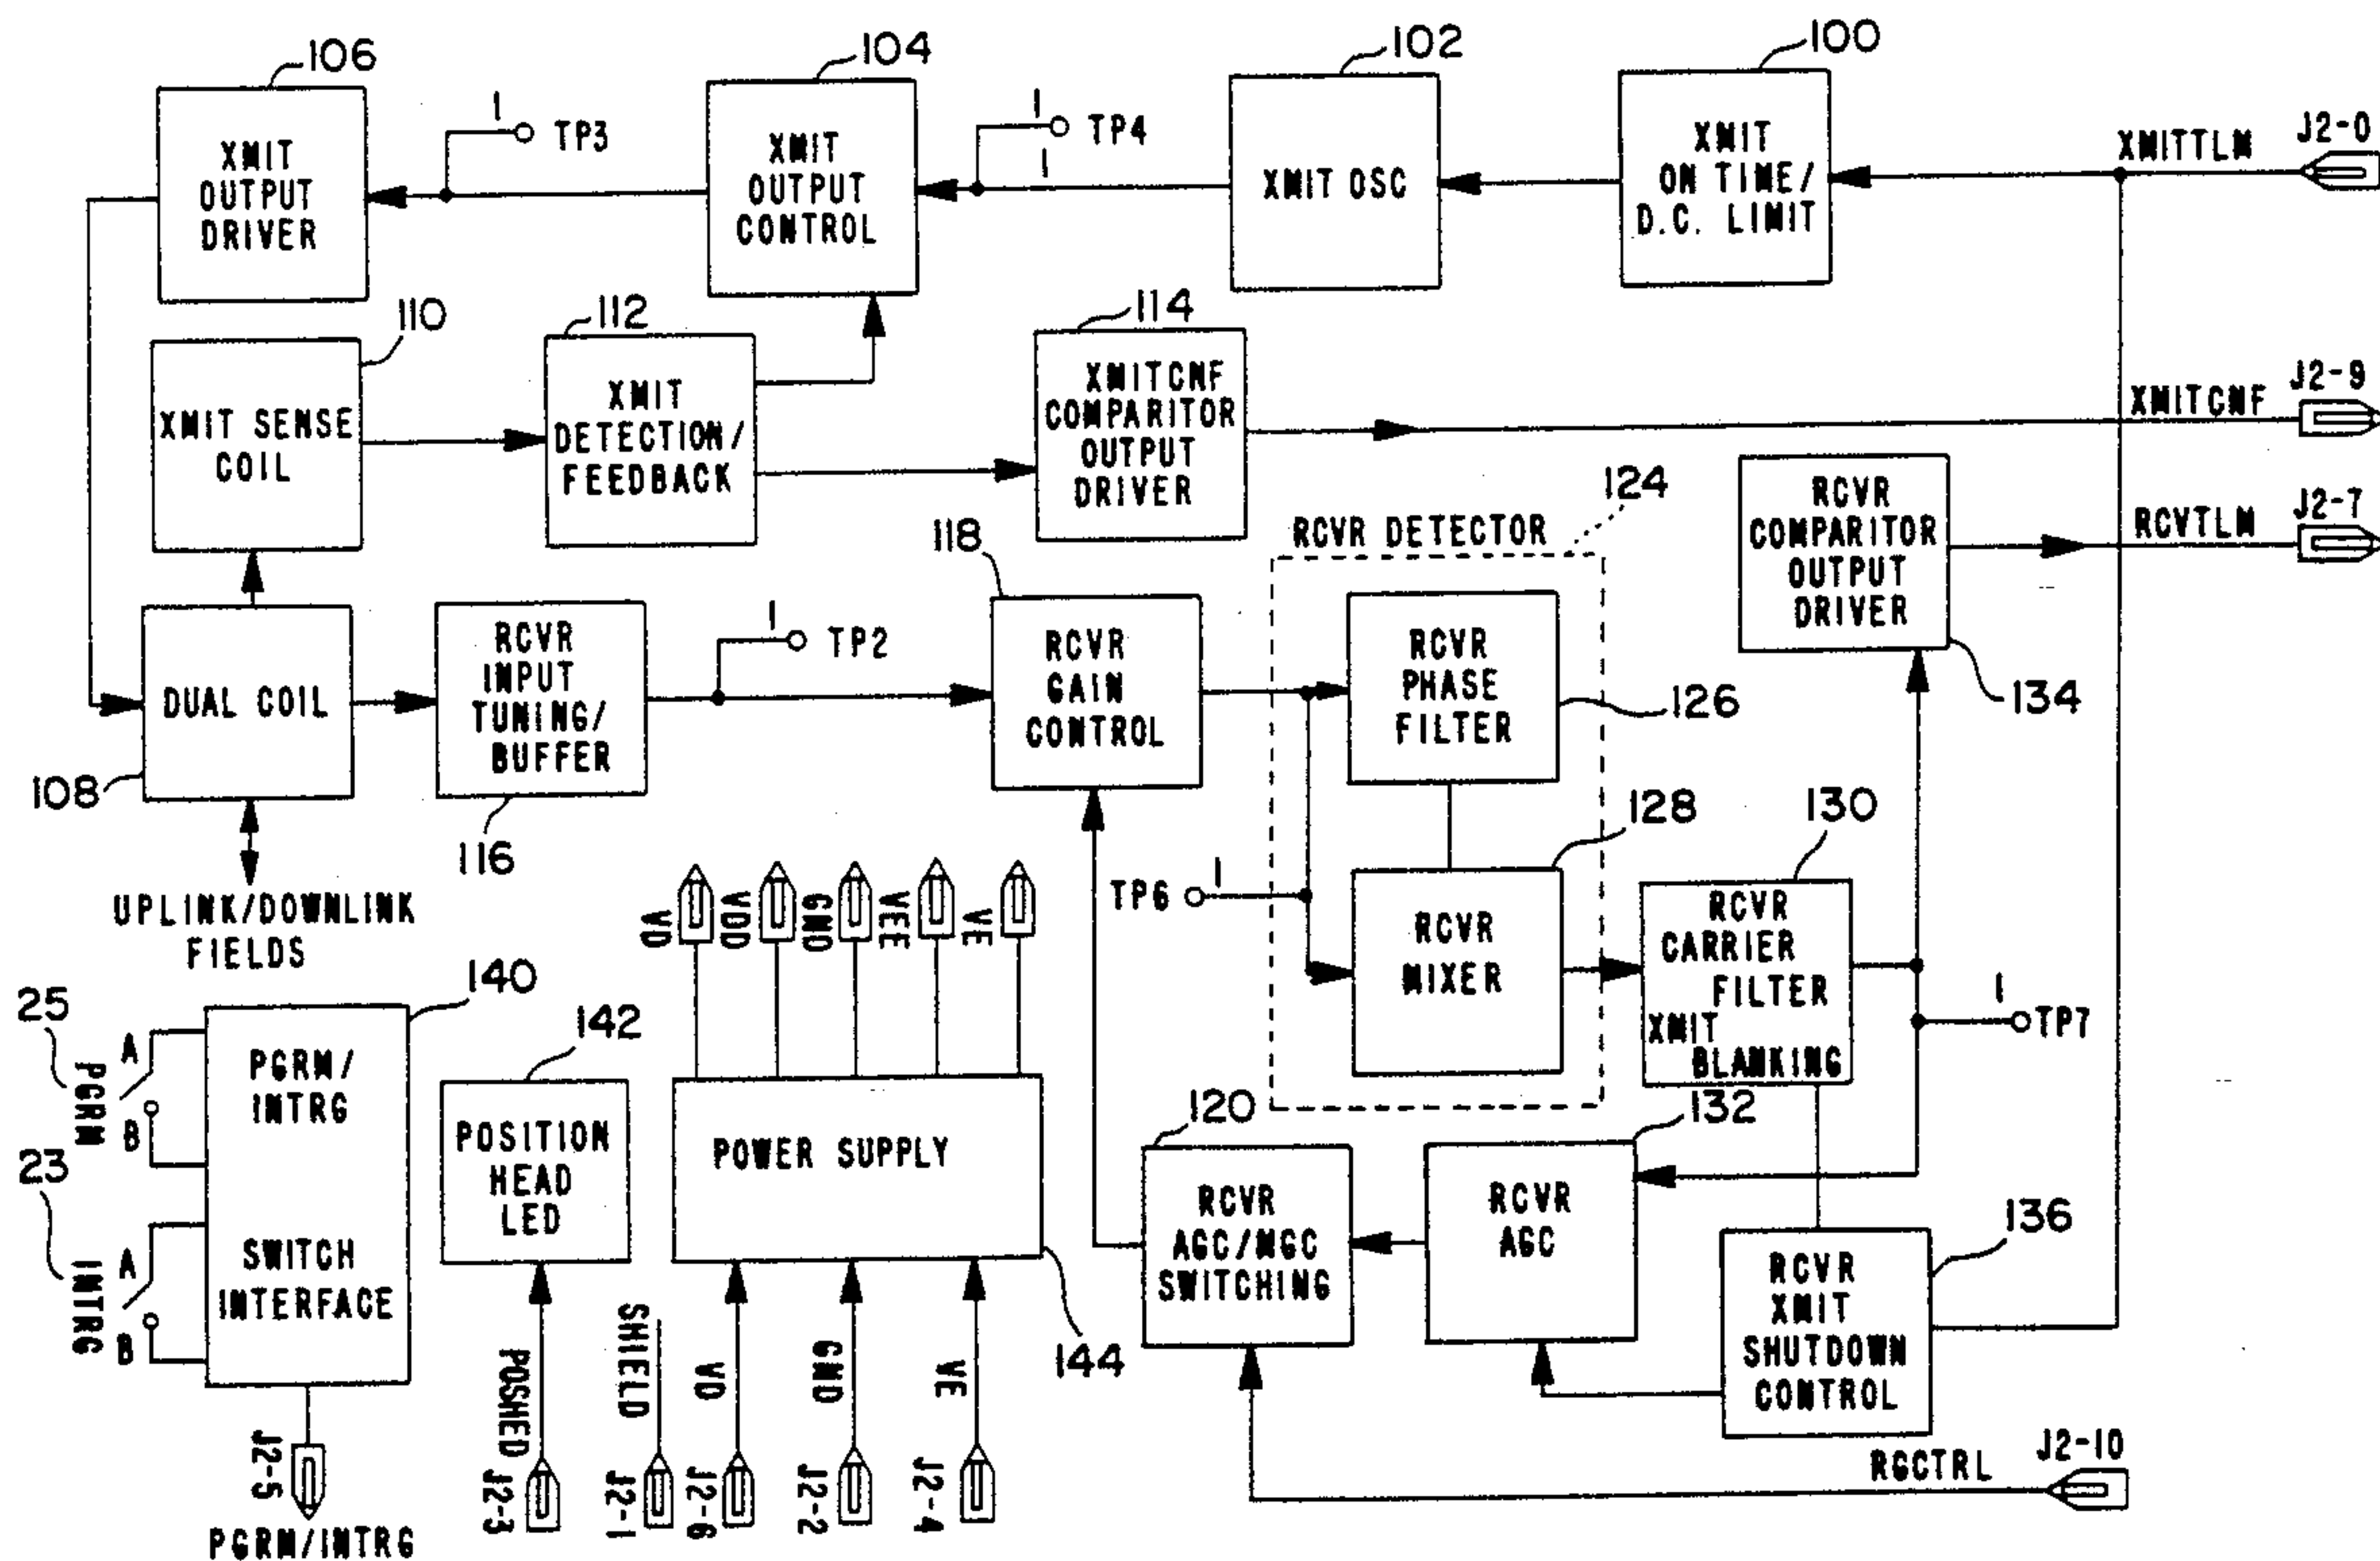 106
104
102
100
XMIT
OUTPUT
DRIVER
1
TP3
XMIT
OUTPUT
CONTROL
1
TP4
1
XMIT OSC
XMIT
ON TIME/
D.C. LIMIT
XMITTLM
J2-0
110
XMIT SENSE
COIL
112
XMIT
DETECTION/
FEEDBACK
114
XMITCNF
COMPARITOR
OUTPUT
DRIVER
XMITCNF
J2-9
RCVTLM
J2-7
RCVR
COMPARITOR
OUTPUT
DRIVER
134
DUAL COIL
108
UPLINK/DOWNLINK
FIELDS
RCVR
INPUT
TUNING/
BUFFER
116
1
TP2
118
RCVR
GAIN
CONTROL
RCVR DETECTOR
124
RCVR
PHASE
FILTER
126
TP6
1
RCVR
MIXER
128
130
RCVR
CARRIER
FILTER
XMIT
BLANKING
1
TP7
25
PGRM
A
B
23
INTRG
A
B
140
PGRM/
INTRG
SWITCH
INTERFACE
J2-5
PGRM/INTRG
142
POSITION
HEAD
LED
POSHED
J2-3
VD
VDD
GND
VEE
VE
POWER SUPPLY
144
SHIELD
J2-1
VD
J2-6
GND
J2-2
VE
J2-4
120
RCVR
AGC/MGC
SWITCHING
132
RCVR
AGC
136
RCVR
XMIT
SHUTDOWN
CONTROL
RGCTRL
J2-10